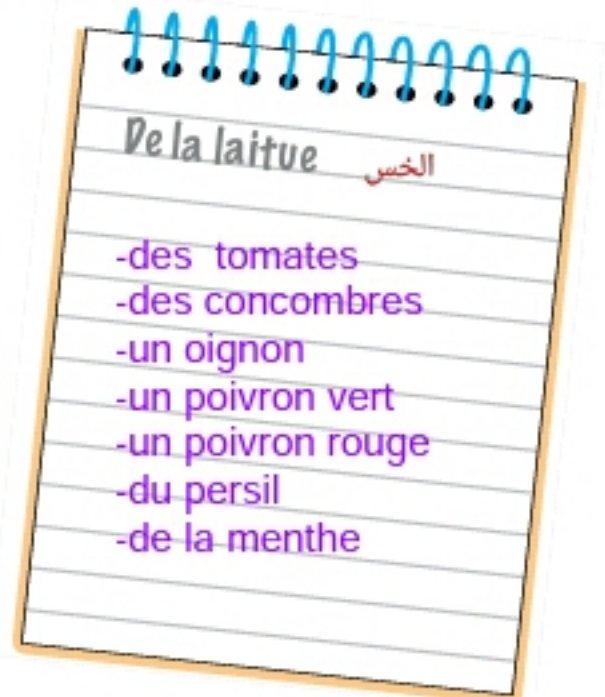 De la laitue الخس
-des tomates
-des concombres
-un oignon
-un poivron vert
-un poivron rouge
-du persil
-de la menthe